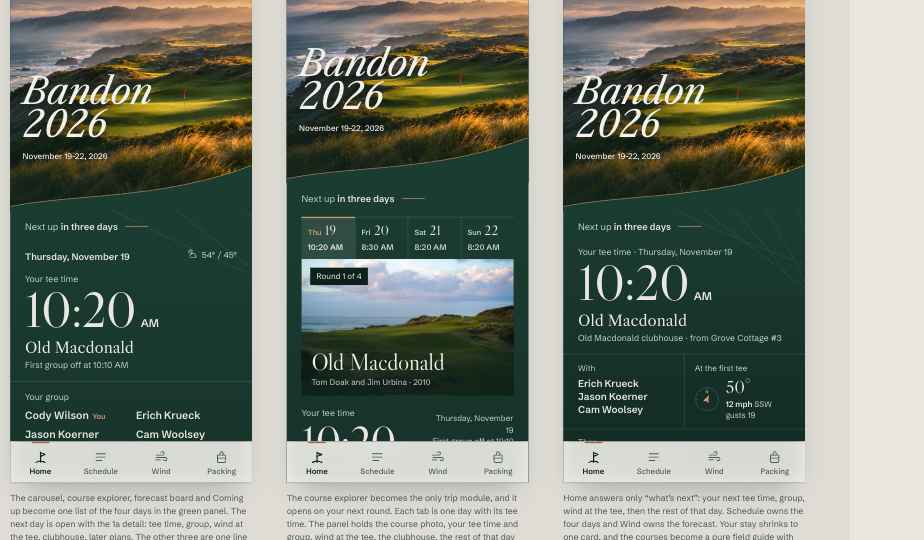 Bandon
2026
November 19-22, 2026
Next up in three days
Thursday, November 19
54° / 45°
Your tee time
10:20 AM
Old Macdonald
First group off at 10:10 AM
Your group
Cody Wilson You
Erich Krueck
Jason Koerner
Cam Woolsey
Home
Schedule
Wind
Packing
The carousel, course explorer, forecast board and Coming
up become one list of the four days in the green panel. The
next day is open with the 1a detail: tee time, group, wind at
the tee, clubhouse, later plans. The other three are one line
Bandon
2026
November 19-22, 2026
Next up in three days
Thu 19
10:20 AM
Fri 20
8:30 AM
Sat 21
8:20 AM
Sun 22
8:20 AM
Round 1 of 4
Old Macdonald
Tom Doak and Jim Urbina · 2010
Your tee time
Thursday, November
19
First group off at 10:10
10:20
Home
Schedule
Wind
Packing
The course explorer becomes the only trip module, and it
opens on your next round. Each tab is one day with its tee
time. The panel holds the course photo, your tee time and
group, wind at the tee, the clubhouse, the rest of that day
Bandon
2026
November 19-22, 2026
Next up in three days
Your tee time · Thursday, November 19
10:20 AM
Old Macdonald
Old Macdonald clubhouse · from Grove Cottage #3
With
Erich Krueck
Jason Koerner
Cam Woolsey
At the first tee
50°
12 mph SSW
gusts 19
Home
Schedule
Wind
Packing
Home answers only “what’s next”: your next tee time, group,
wind at the tee, then the rest of that day. Schedule owns the
four days and Wind owns the forecast. Your stay shrinks to
one card, and the courses become a pure field guide with